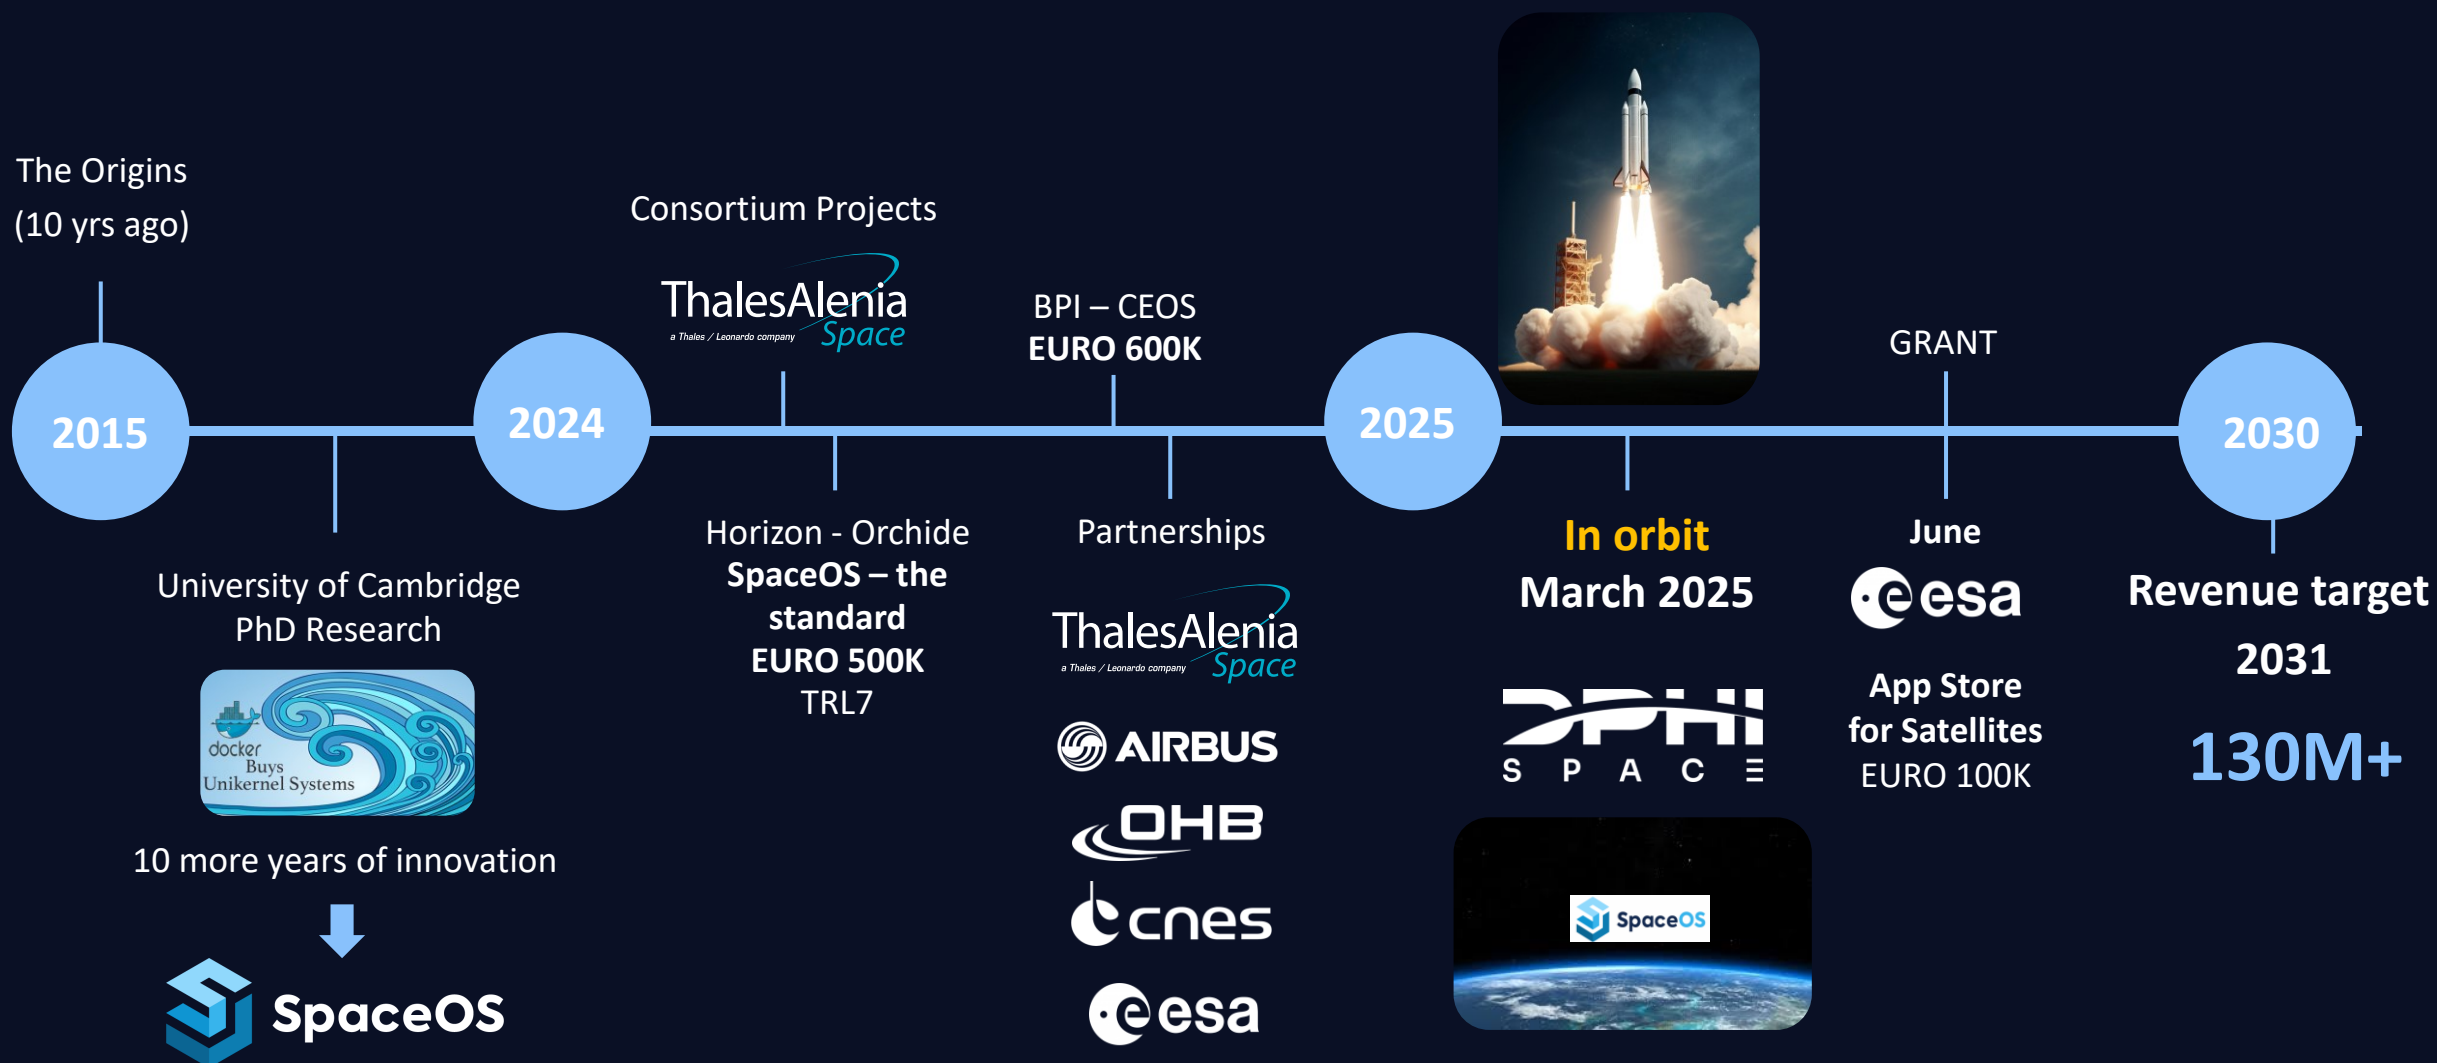 The Origins
(10 yrs ago)
2015
University of Cambridge
PhD Research
docker
Buys
Unikernel Systems
10 more years of innovation
SpaceOS
2024
Consortium Projects
ThalesAlenia
a Thales / Leonardo company
Space
Horizon - Orchide
SpaceOS – the
standard
EURO 500K
TRL7
BPI – CEOS
EURO 600K
Partnerships
ThalesAlenia
a Thales / Leonardo company
Space
AIRBUS
OHB
cnes
esa
2025
In orbit
March 2025
DPHI
SPACE
SpaceOS
GRANT
June
esa
App Store
for Satellites
EURO 100K
2030
Revenue target
2031
130M+